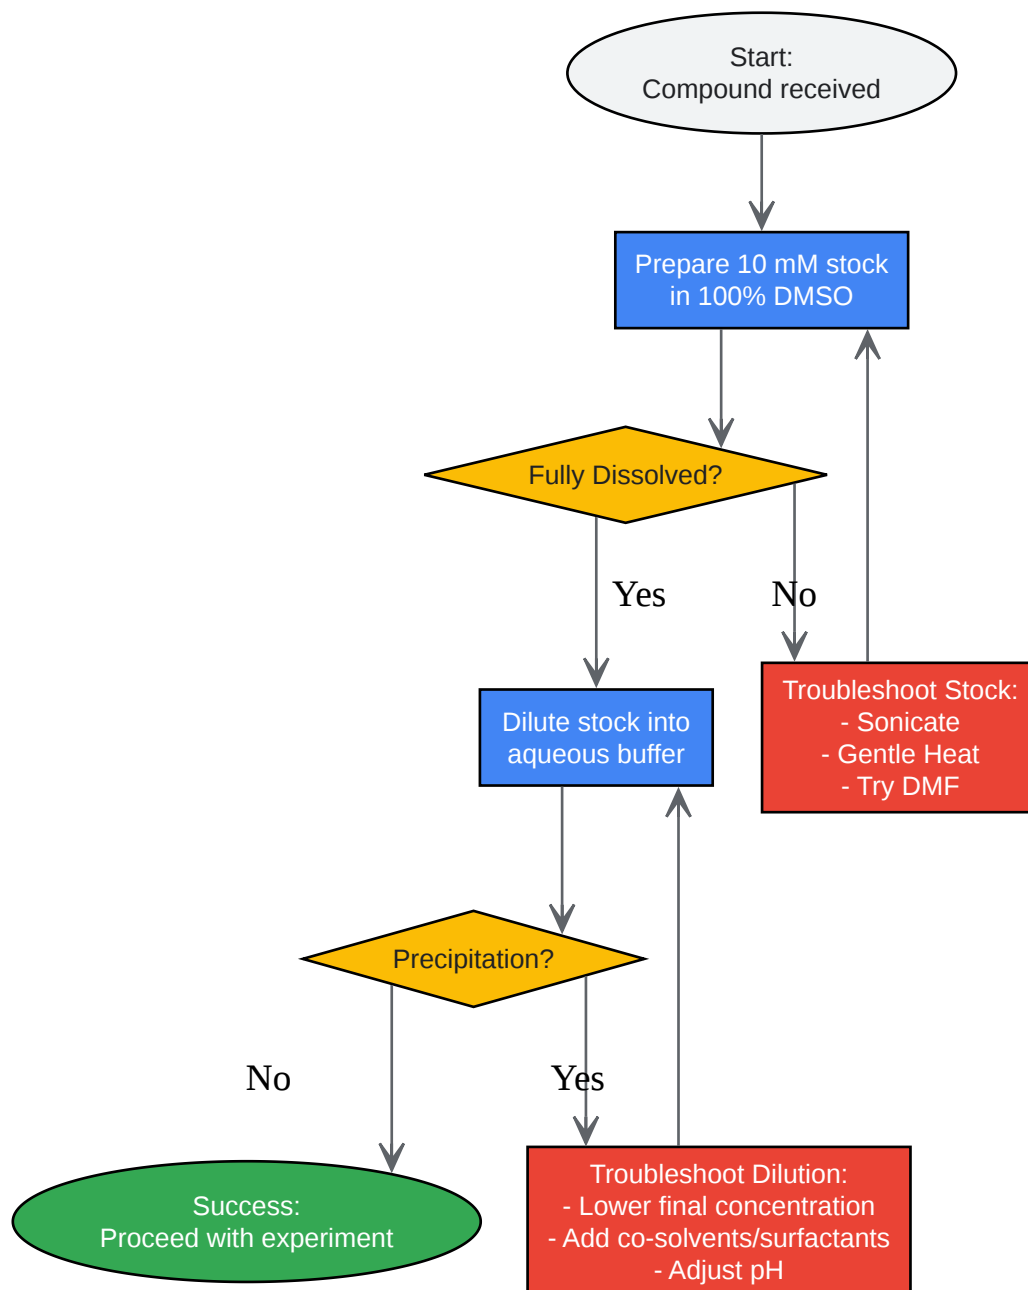 Start:
Compound received
Prepare 10 mM stock
in 100% DMSO
Fully Dissolved?
Yes
No
Troubleshoot Stock:
- Sonicate
- Gentle Heat
- Try DMF
Dilute stock into
aqueous buffer
Precipitation?
No
Yes
Success:
Proceed with experiment
Troubleshoot Dilution:
- Lower final concentration
- Add co-solvents/surfactants
- Adjust pH